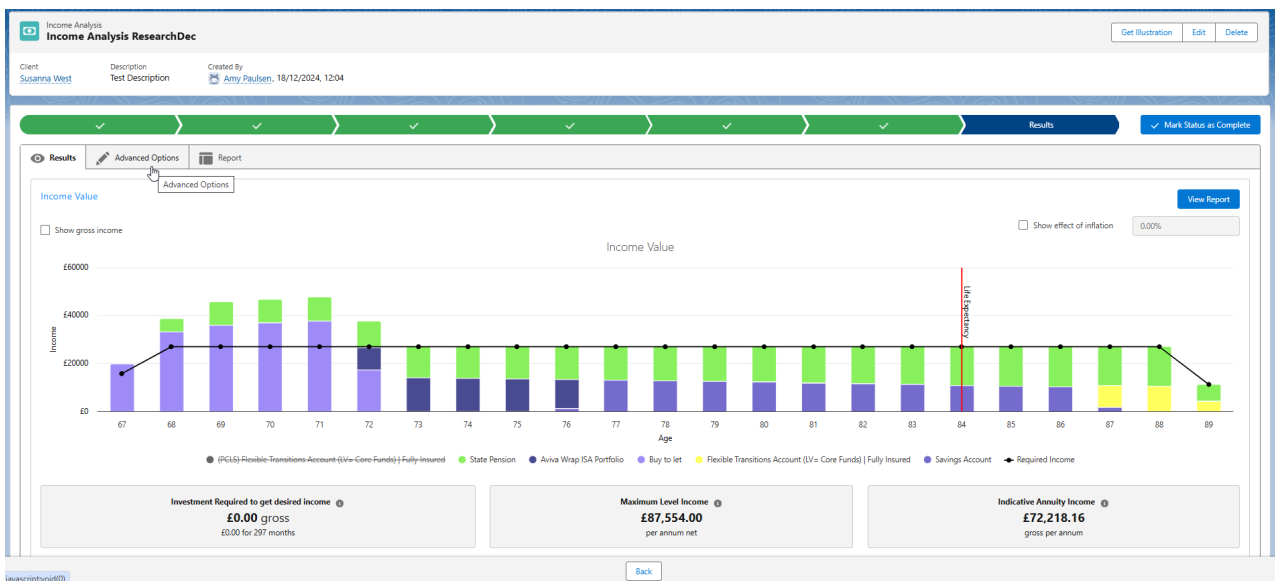 Income Analysis
Income Analysis ResearchDec
Get Illustration Edit Delete
Client Description Created By
Susanna West Test Description Amy Paulsen, 18/12/2024, 12:04
Results Mark Status as Complete
Results Advanced Options Report
Advanced Options
Income Value
View Report
Show gross income
Show effect of inflation 0.00%
Income Value
£60000
£40000
£20000
£0
Income
Life Expectancy
67 68 69 70 71 72 73 74 75 76 77 78 79 80 81 82 83 84 85 86 87 88 89
Age
(PCLS) Flexible Transitions Account (LV= Core Funds) | Fully Insured State Pension Aviva Wrap ISA Portfolio Buy to let Flexible Transitions Account (LV= Core Funds) | Fully Insured Savings Account Required Income
Investment Required to get desired income
£0.00 gross
£0.00 for 297 months
Maximum Level Income
£87,554.00
per annum net
Indicative Annuity Income
£72,218.16
gross per annum
Back
javascript:void(0)